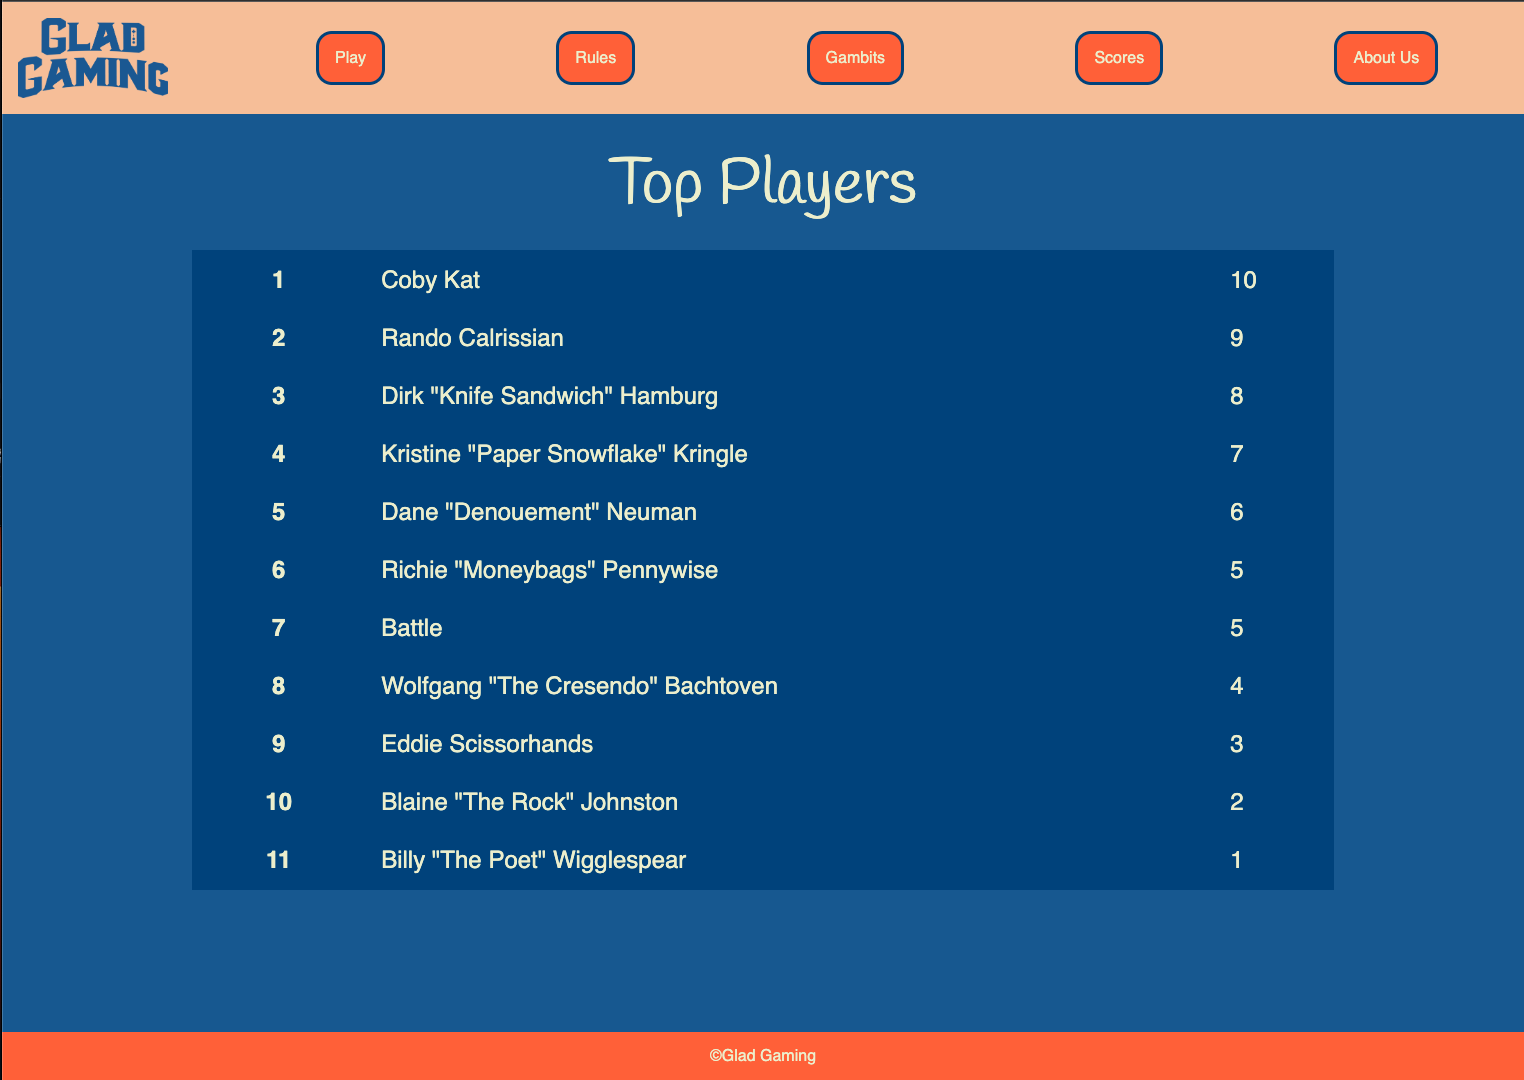 GLAD
GAMING
Play Rules Gambits Scores About Us
Top Players
1 Coby Kat 10
2 Rando Calrissian 9
3 Dirk "Knife Sandwich" Hamburg 8
4 Kristine "Paper Snowflake" Kringle 7
5 Dane "Denouement" Neuman 6
6 Richie "Moneybags" Pennywise 5
7 Battle 5
8 Wolfgang "The Cresendo" Bachtoven 4
9 Eddie Scissorhands 3
10 Blaine "The Rock" Johnston 2
11 Billy "The Poet" Wigglespear 1
©Glad Gaming